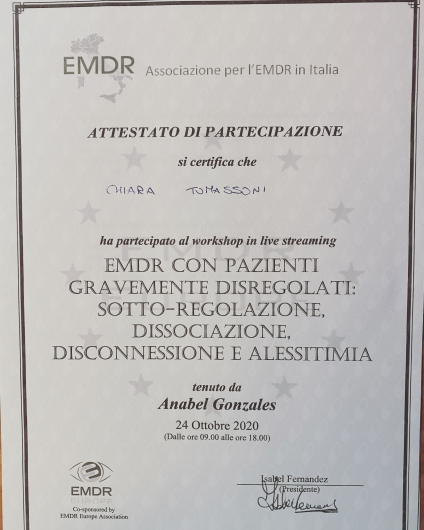 EMDR Associazione per l'EMDR in Italia
ATTESTATO DI PARTECIPAZIONE
si certifica che
CHIARA TOMASSONI
ha partecipato al workshop in live streaming
EMDR CON PAZIENTI
GRAVEMENTE DISREGOLATI:
SOTTO-REGOLAZIONE,
DISSOCIAZIONE,
DISCONNESSIONE E ALESSITIMIA
tenuto da
Anabel Gonzales
24 Ottobre 2020
(Dalle ore 09.00 alle ore 18.00)
EMDR
EUROPE
Co-sponsored by
EMDR Europe Association
Isabel Fernandez
(Presidente)